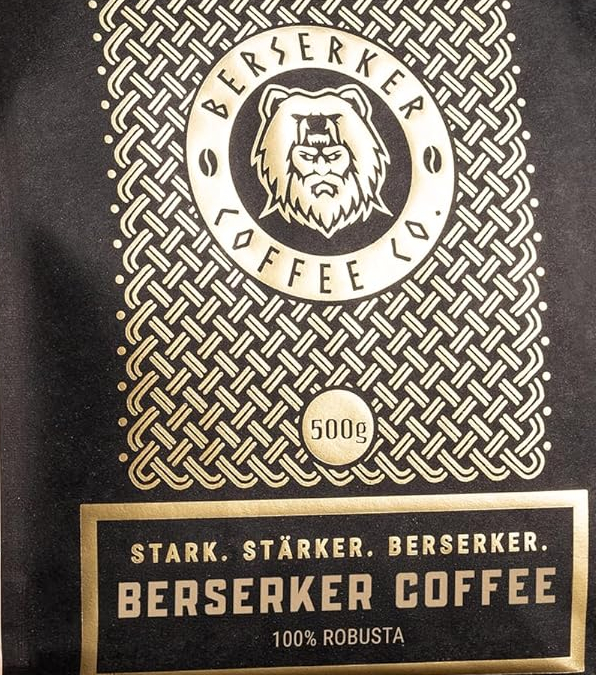 BERSERKER
COFFEE CO.
500g
STARK. STÄRKER. BERSERKER.
BERSERKER COFFEE
100% ROBUSTA